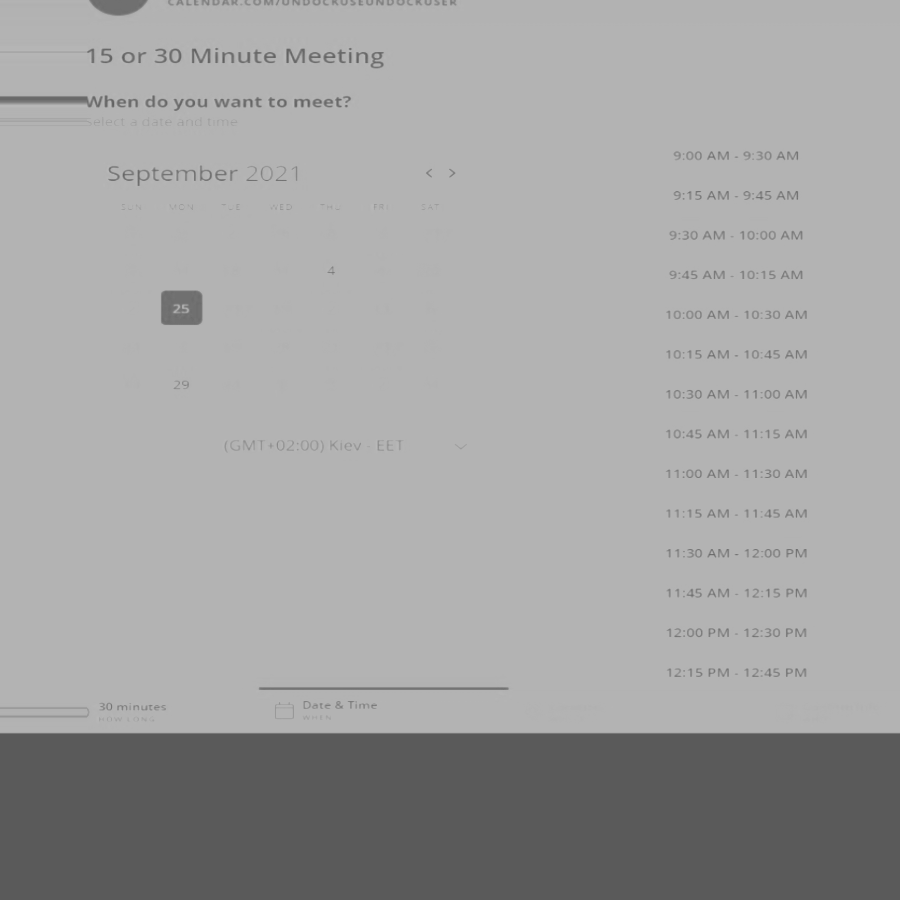 CALENDAR.COM/UNDOCKUSEUNDOCKUSER
15 or 30 Minute Meeting
When do you want to meet?
Select a date and time
September 2021
< >
SUN MON TUE WED THU FRI SAT
4
25
29
(GMT+02:00) Kiev - EET
9:00 AM - 9:30 AM
9:15 AM - 9:45 AM
9:30 AM - 10:00 AM
9:45 AM - 10:15 AM
10:00 AM - 10:30 AM
10:15 AM - 10:45 AM
10:30 AM - 11:00 AM
10:45 AM - 11:15 AM
11:00 AM - 11:30 AM
11:15 AM - 11:45 AM
11:30 AM - 12:00 PM
11:45 AM - 12:15 PM
12:00 PM - 12:30 PM
12:15 PM - 12:45 PM
30 minutes
HOW LONG
Date & Time
WHEN